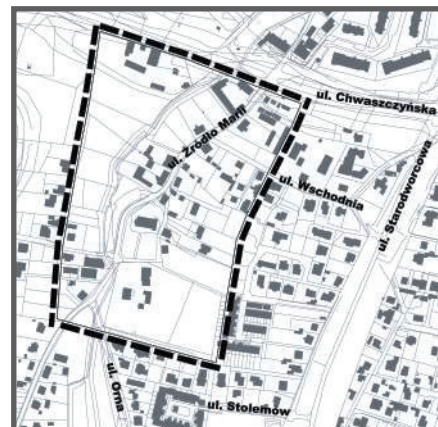 ul. Chwaszczyńska
ul. Źródło Marii
ul. Wschodnia
ul. Starodworcowa
ul. Orna
ul. Stolemów